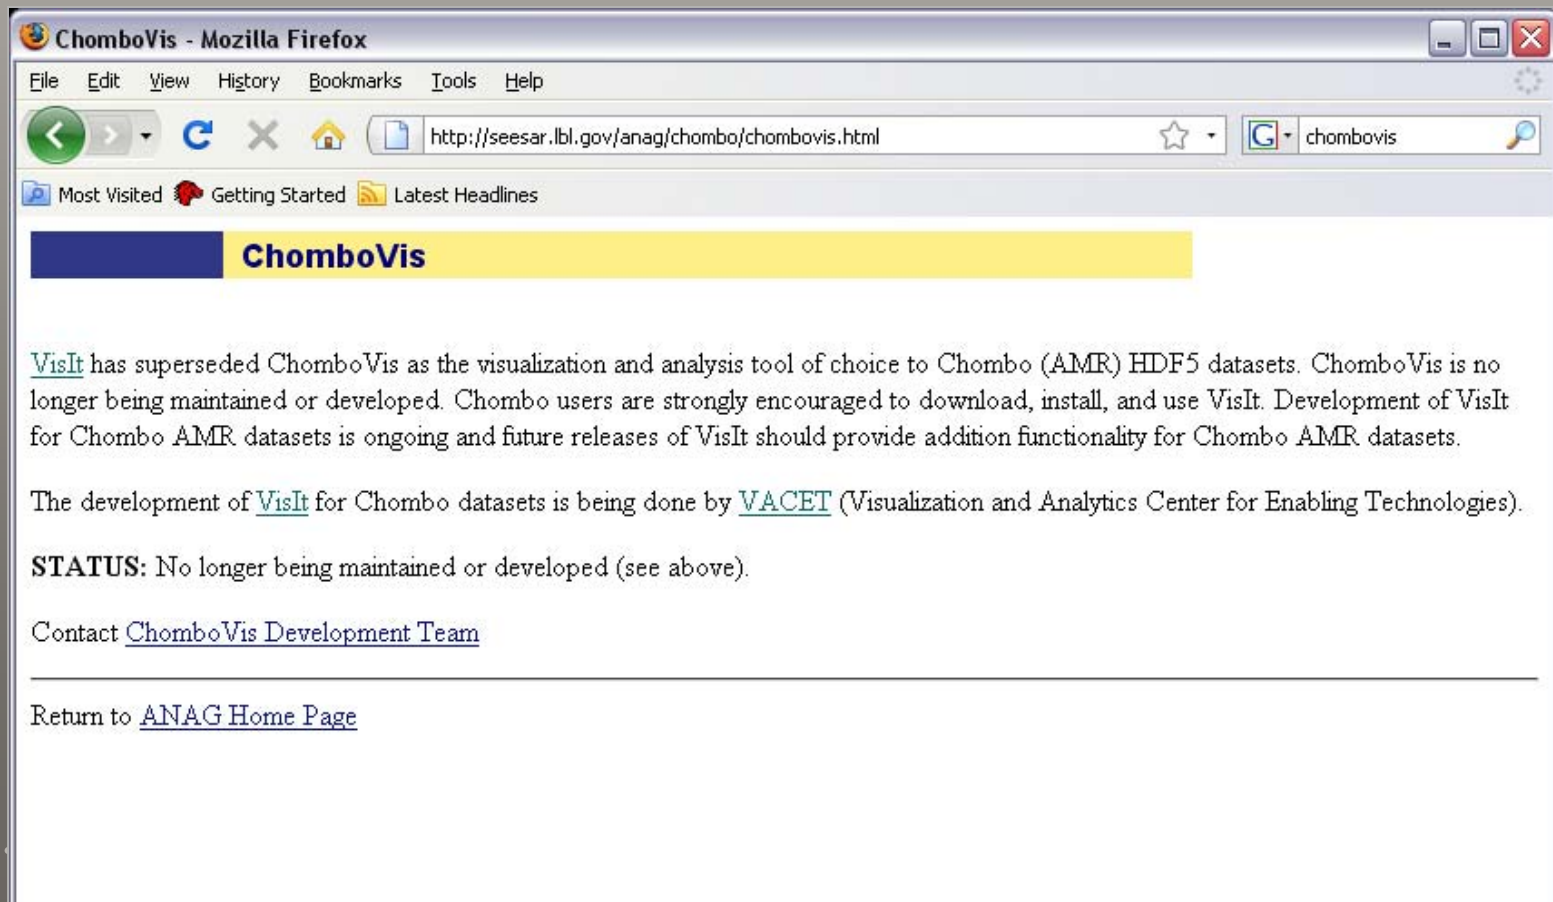 ChomboVis - Mozilla Firefox
File Edit View History Bookmarks Tools Help
http://seesar.lbl.gov/anag/chombo/chombovis.html
G chombovis
Most Visited Getting Started Latest Headlines
ChomboVis
VisIt has superseded ChomboVis as the visualization and analysis tool of choice to Chombo (AMR) HDF5 datasets. ChomboVis is no
longer being maintained or developed. Chombo users are strongly encouraged to download, install, and use VisIt. Development of VisIt
for Chombo AMR datasets is ongoing and future releases of VisIt should provide addition functionality for Chombo AMR datasets.
The development of VisIt for Chombo datasets is being done by VACET (Visualization and Analytics Center for Enabling Technologies).
STATUS: No longer being maintained or developed (see above).
Contact ChomboVis Development Team
Return to ANAG Home Page